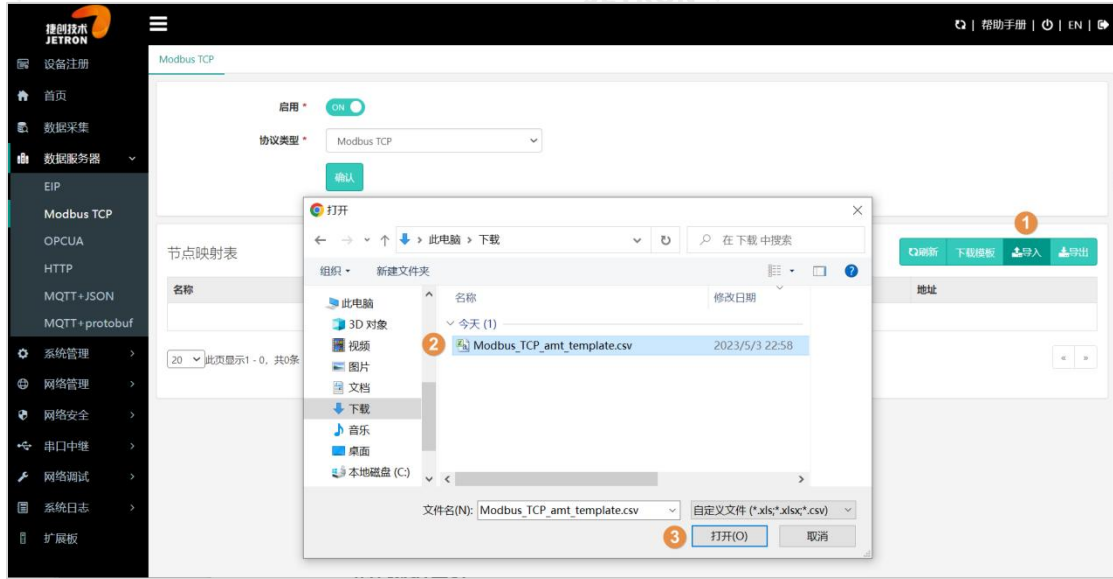 捷创技术
JETRON
帮助手册 | | EN |
设备注册
首页
数据采集
数据服务器
EIP
Modbus TCP
OPCUA
HTTP
MQTT+JSON
MQTT+protobuf
系统管理
网络管理
网络安全
串口中继
网络调试
系统日志
扩展板
Modbus TCP
启用 *
ON
协议类型 *
Modbus TCP
确认
节点映射表
1
刷新 下载模板 导入 导出
名称
地址
20 此页显示1 - 0，共0条
« »
打开
此电脑 › 下载
在 下载 中搜索
组织 新建文件夹
此电脑
3D 对象
视频
图片
文档
下载
音乐
桌面
本地磁盘 (C:)
名称 修改日期
今天 (1)
2 Modbus_TCP_amt_template.csv 2023/5/3 22:58
文件名(N): Modbus_TCP_amt_template.csv 自定义文件 (*.xls;*.xlsx;*.csv)
3 打开(O) 取消